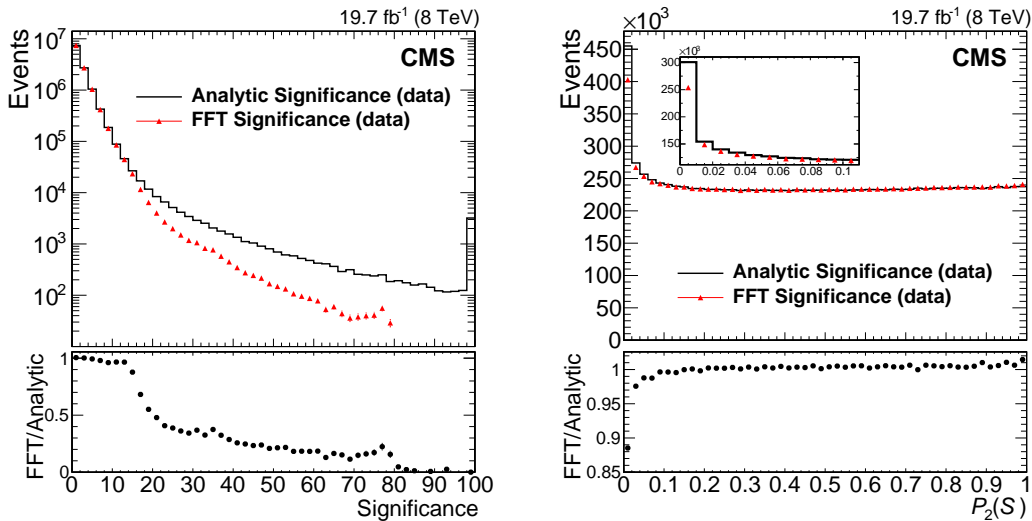 19.7 fb⁻¹ (8 TeV)
Events
10⁷
10⁶
10⁵
10⁴
10³
10²
CMS
Analytic Significance (data)
FFT Significance (data)
FFT/Analytic
1
0.5
0
0 10 20 30 40 50 60 70 80 90 100
Significance
19.7 fb⁻¹ (8 TeV)
×10³
Events
450
400
350
300
250
200
150
100
50
0
CMS
×10³
300
250
200
150
0 0.02 0.04 0.06 0.08 0.1
Analytic Significance (data)
FFT Significance (data)
FFT/Analytic
1
0.95
0.9
0.85
0 0.1 0.2 0.3 0.4 0.5 0.6 0.7 0.8 0.9 1
P₂(S)